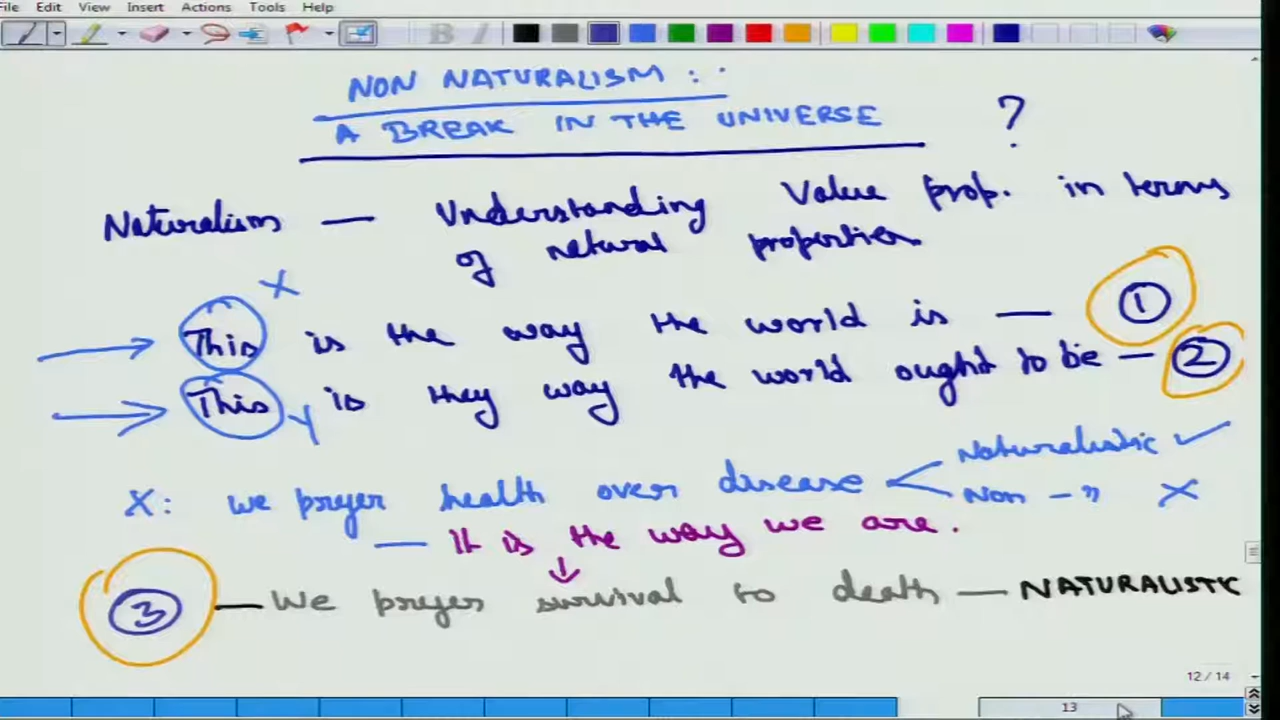 File Edit View Insert Actions Tools Help
NON NATURALISM :
A BREAK IN THE UNIVERSE ?
Naturalism — Understanding Value prop. in terms
of natural properties
X
This is the way the world is — 1
This is they way the world ought to be — 2
Y
Naturalistic ✓
X: we prefer health over disease
Non - " X
— It is the way we are.
3 — We prefer survival to death — NATURALISTIC
12 / 14
13